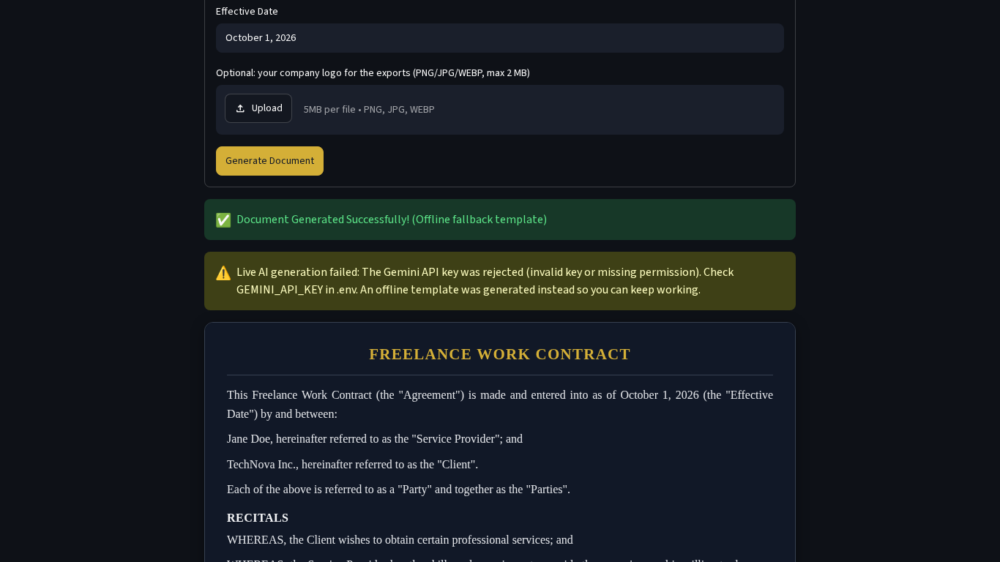 Effective Date
October 1, 2026
Optional: your company logo for the exports (PNG/JPG/WEBP, max 2 MB)
Upload
5MB per file • PNG, JPG, WEBP
Generate Document
✅ Document Generated Successfully! (Offline fallback template)
⚠️ Live AI generation failed: The Gemini API key was rejected (invalid key or missing permission). Check
GEMINI_API_KEY in .env. An offline template was generated instead so you can keep working.
FREELANCE WORK CONTRACT
This Freelance Work Contract (the "Agreement") is made and entered into as of October 1, 2026 (the "Effective
Date") by and between:
Jane Doe, hereinafter referred to as the "Service Provider"; and
TechNova Inc., hereinafter referred to as the "Client".
Each of the above is referred to as a "Party" and together as the "Parties".
RECITALS
WHEREAS, the Client wishes to obtain certain professional services; and